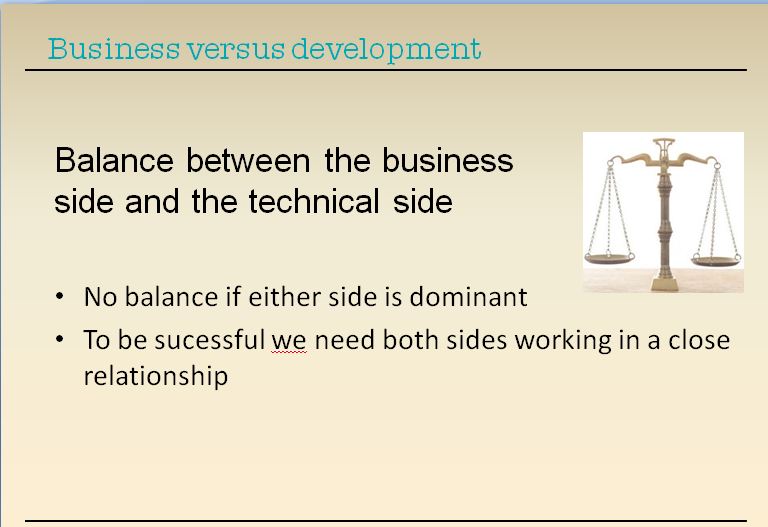 Business versus development
Balance between the business
side and the technical side
• No balance if either side is dominant
• To be sucessful we need both sides working in a close
relationship